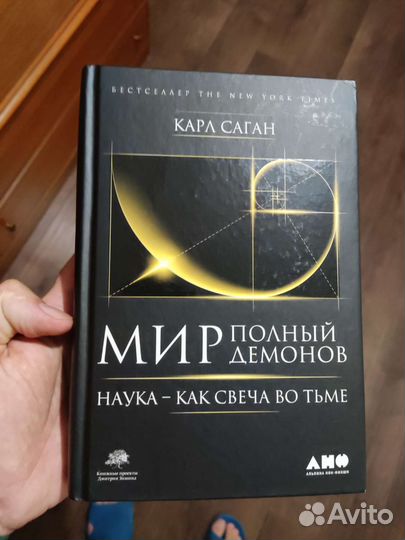 БЕСТСЕЛЛЕР THE NEW YORK TIMES
КАРЛ САГАН
МИР ПОЛНЫЙ
ДЕМОНОВ
НАУКА – КАК СВЕЧА ВО ТЬМЕ
Книжные проекты
Дмитрия Зимина
АНФ
АЛЬПИНА НОН-ФИКШН
Avito